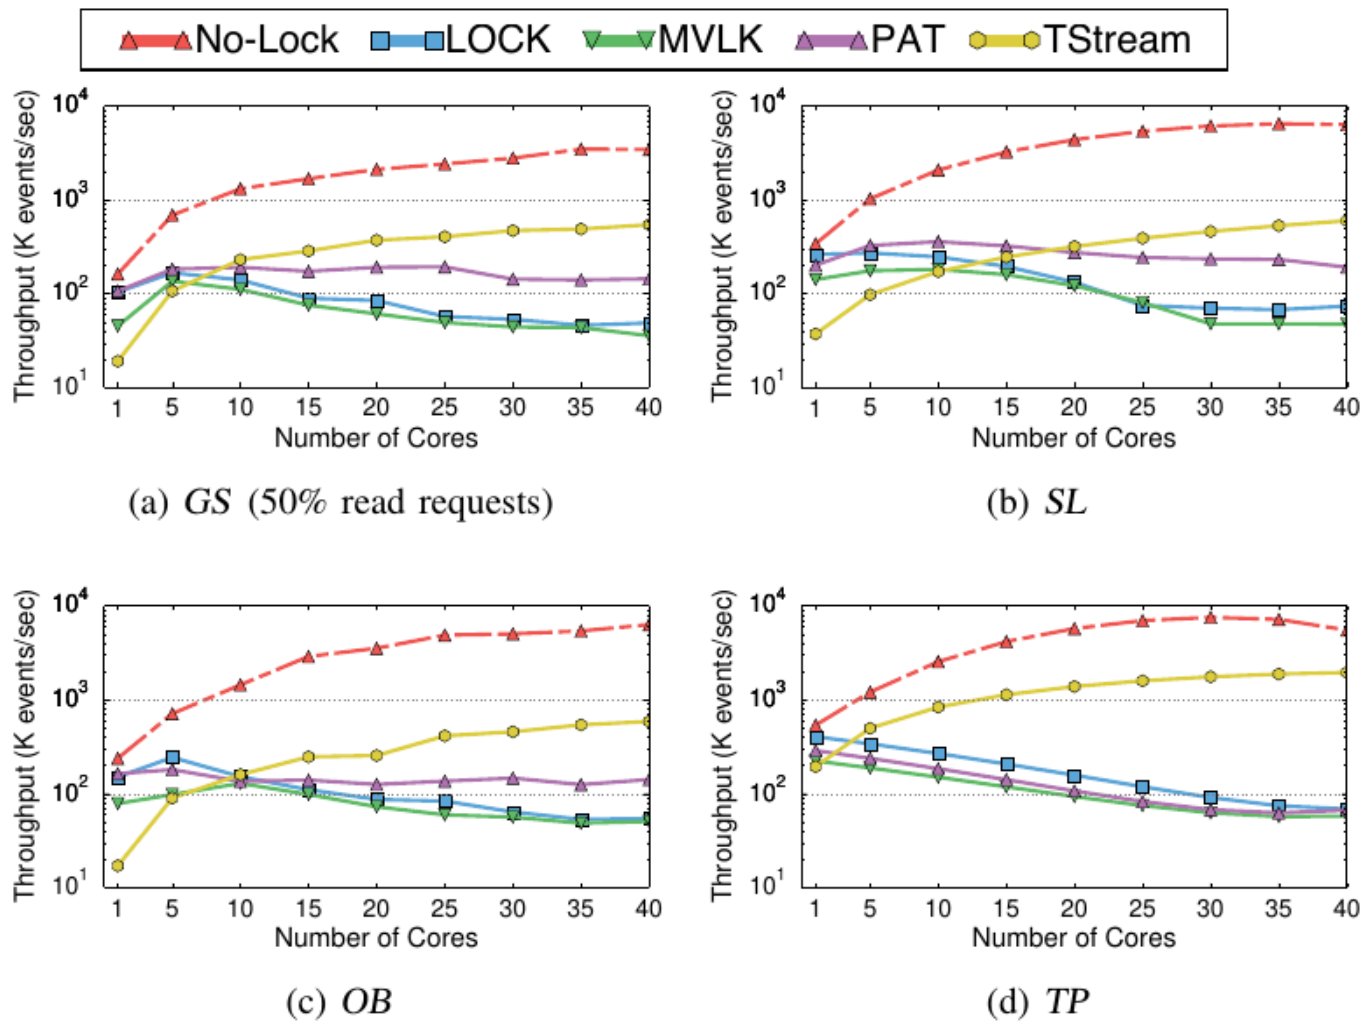 No-Lock LOCK MVLK PAT TStream
Throughput (K events/sec)
10^4
10^3
10^2
10^1
1 5 10 15 20 25 30 35 40
Number of Cores
(a) GS (50% read requests)
Throughput (K events/sec)
10^4
10^3
10^2
10^1
1 5 10 15 20 25 30 35 40
Number of Cores
(b) SL
Throughput (K events/sec)
10^4
10^3
10^2
10^1
1 5 10 15 20 25 30 35 40
Number of Cores
(c) OB
Throughput (K events/sec)
10^4
10^3
10^2
10^1
1 5 10 15 20 25 30 35 40
Number of Cores
(d) TP